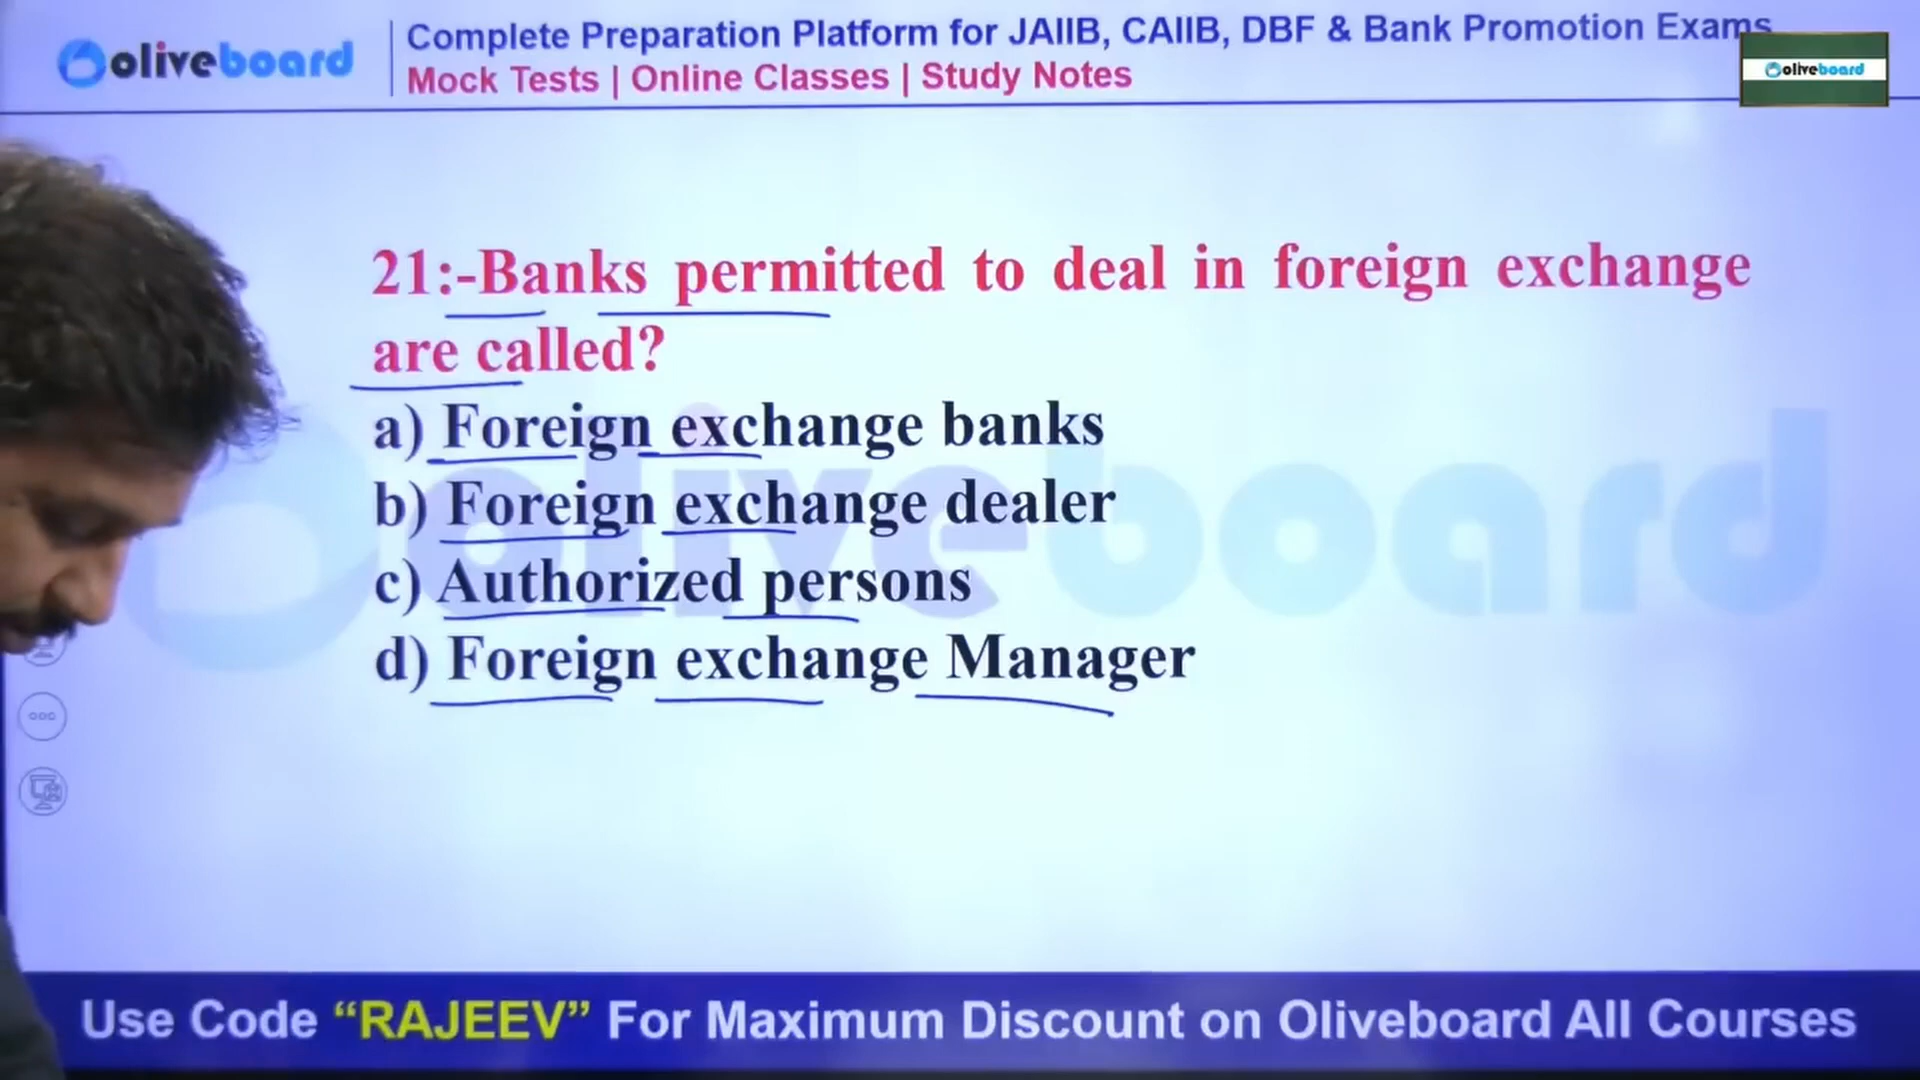 oliveboard
Complete Preparation Platform for JAIIB, CAIIB, DBF & Bank Promotion Exams
Mock Tests | Online Classes | Study Notes
oliveboard
21:-Banks permitted to deal in foreign exchange
are called?
a) Foreign exchange banks
b) Foreign exchange dealer
c) Authorized persons
d) Foreign exchange Manager
oliveboard
Use Code “RAJEEV” For Maximum Discount on Oliveboard All Courses